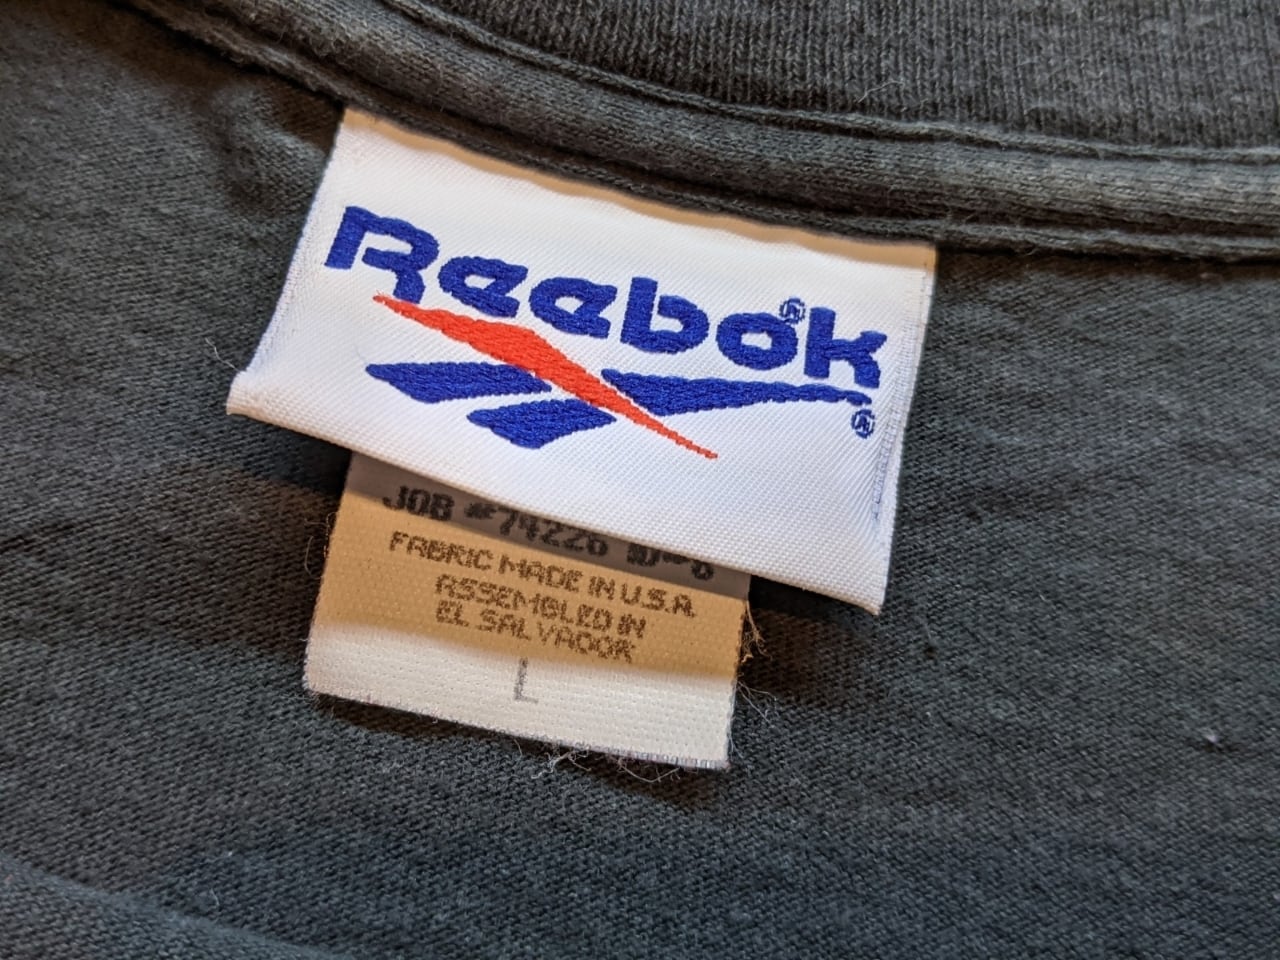 Reebok®
®
JOB #74226
FABRIC MADE IN U.S.A.
ASSEMBLED IN
EL SALVADOR
L